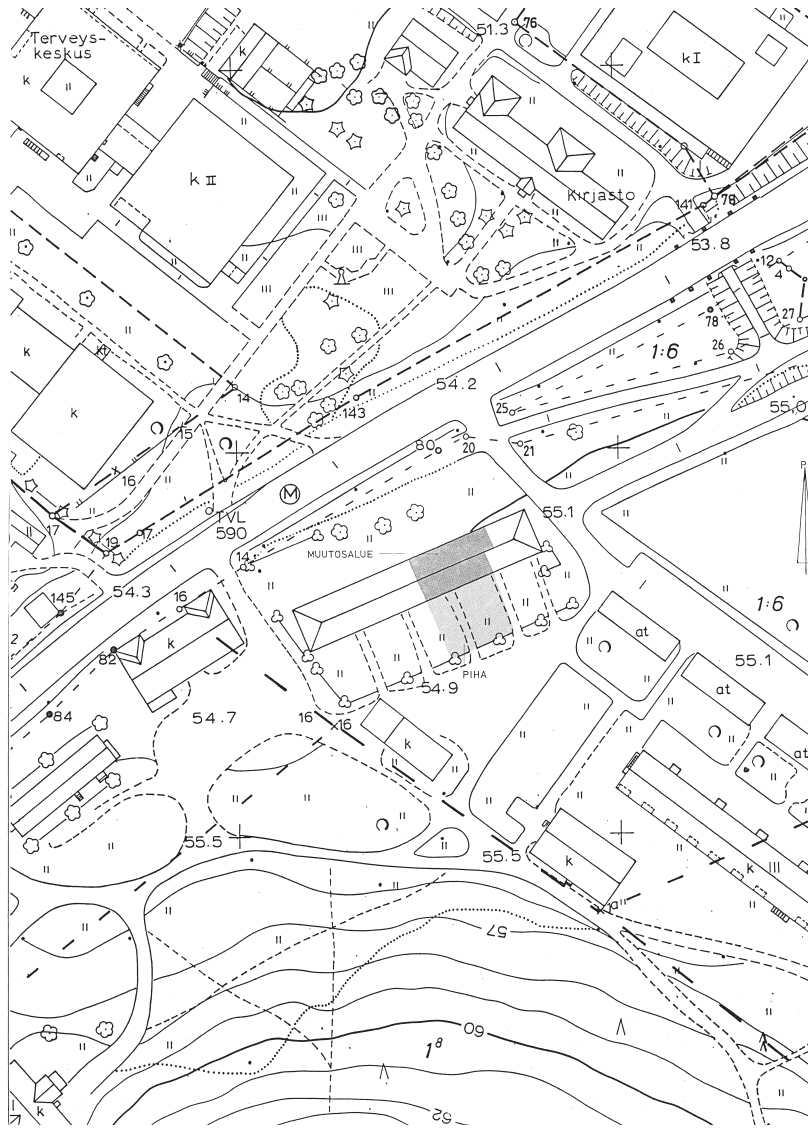 51.3
76
Terveys-
keskus
k
k
k I
k II
Kirjasto
141
78
53.8
12
4
27
78
26
1:6
k
kt
54.2
14
143
25
55,0
k
15
80
20
21
16
M
17
TVL
590
17
19
55.1
MUUTOSALUE
14
54.3
145
16
1:6
k
at
82
55.1
PIHA
54.9
at
84
54.7
16
16
k
at
55.5
55.5
k
k III
57
60
1⁸
k
62